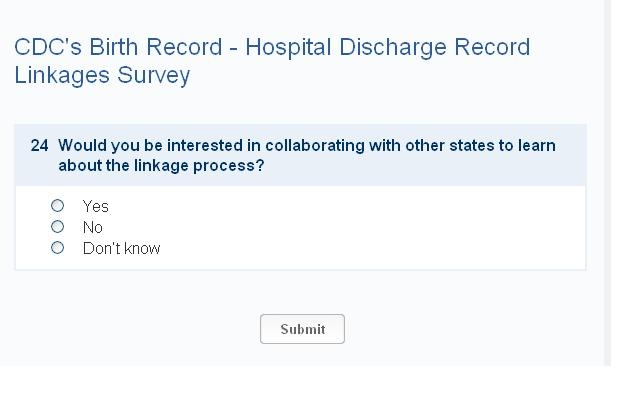 CDC's Birth Record - Hospital Discharge Record
Linkages Survey
24 Would you be interested in collaborating with other states to learn
about the linkage process?
Yes
No
Don't know
Submit